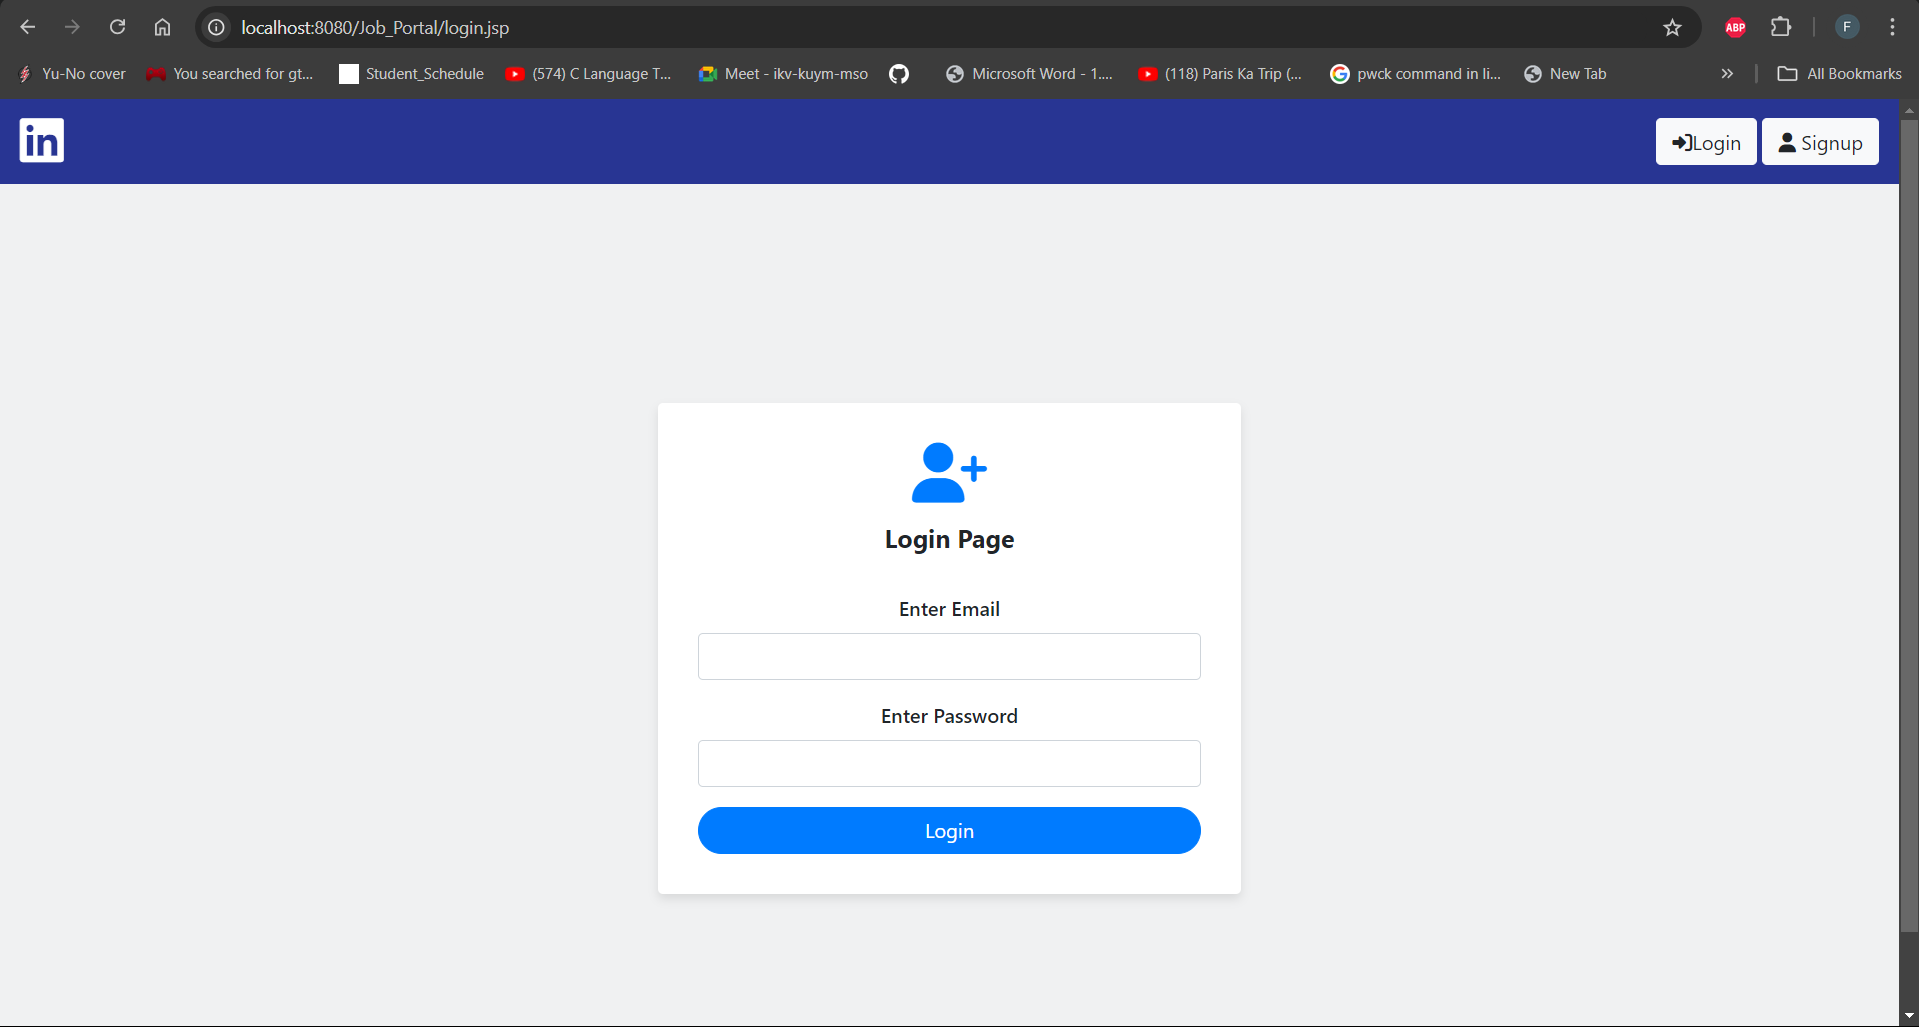 localhost:8080/Job_Portal/login.jsp
ABP
F
Yu-No cover
You searched for gt...
Student_Schedule
(574) C Language T...
Meet - ikv-kuym-mso
Microsoft Word - 1....
(118) Paris Ka Trip (...
pwck command in li...
New Tab
All Bookmarks
in
Login
Signup
Login Page
Enter Email
Enter Password
Login